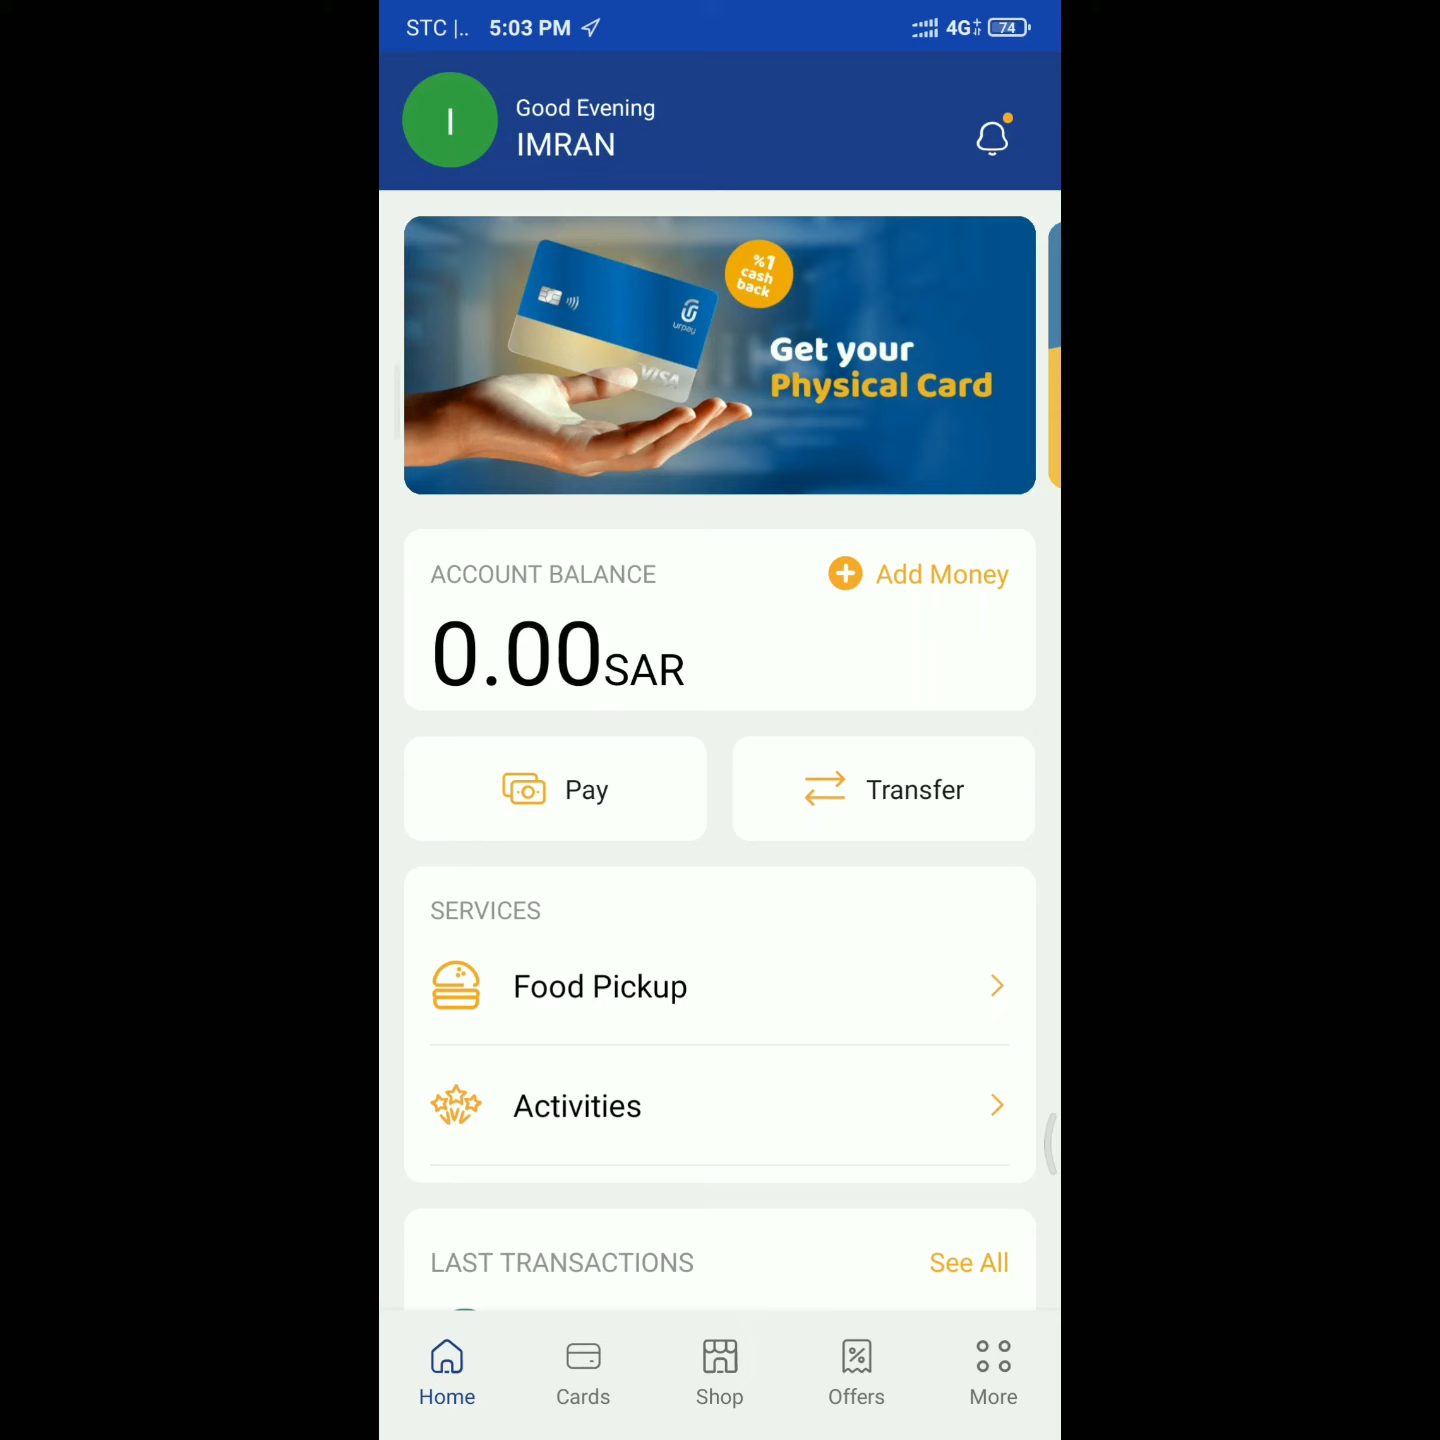 STC |..
5:03 PM
4G+
74
I
Good Evening
IMRAN
%1
cash
back
urpay
VISA
Get your
Physical Card
ACCOUNT BALANCE
Add Money
0.00SAR
Pay
Transfer
SERVICES
Food Pickup
Activities
LAST TRANSACTIONS
See All
Home
Cards
Shop
Offers
More